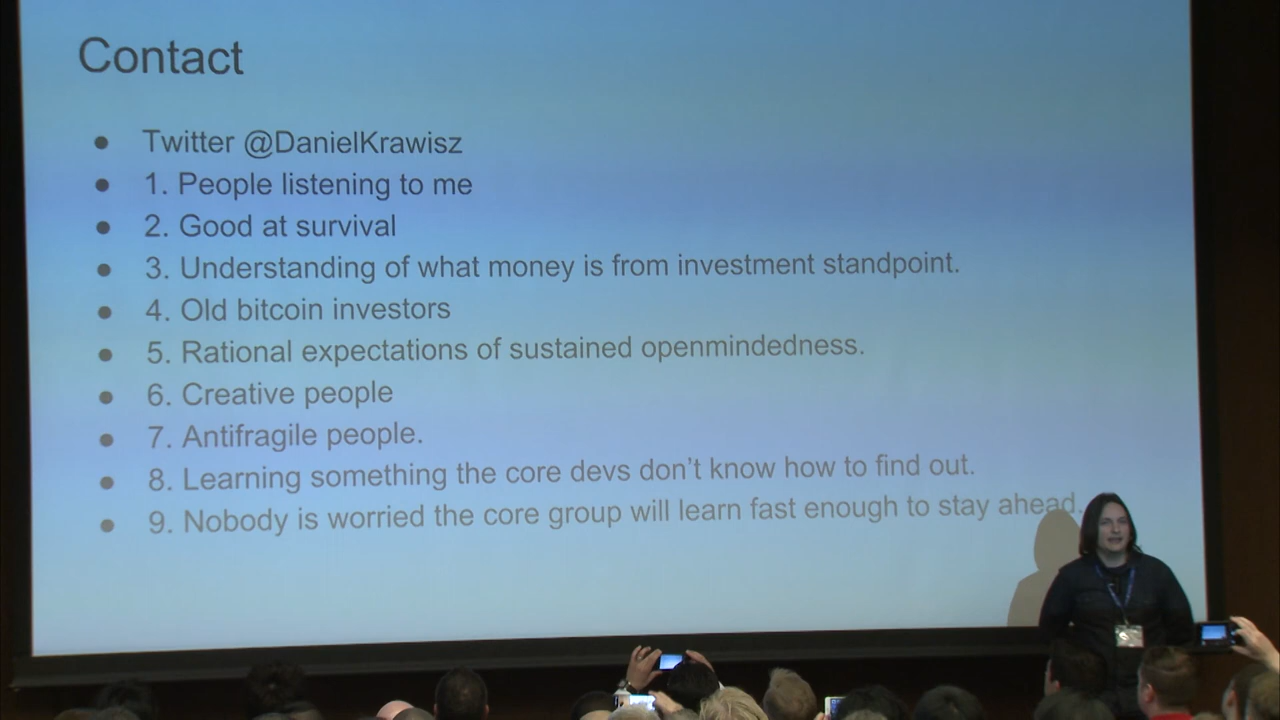 Contact
• Twitter @DanielKrawisz
• 1. People listening to me
• 2. Good at survival
• 3. Understanding of what money is from investment standpoint.
• 4. Old bitcoin investors
• 5. Rational expectations of sustained openmindedness.
• 6. Creative people
• 7. Antifragile people.
• 8. Learning something the core devs don’t know how to find out.
• 9. Nobody is worried the core group will learn fast enough to stay ahead.